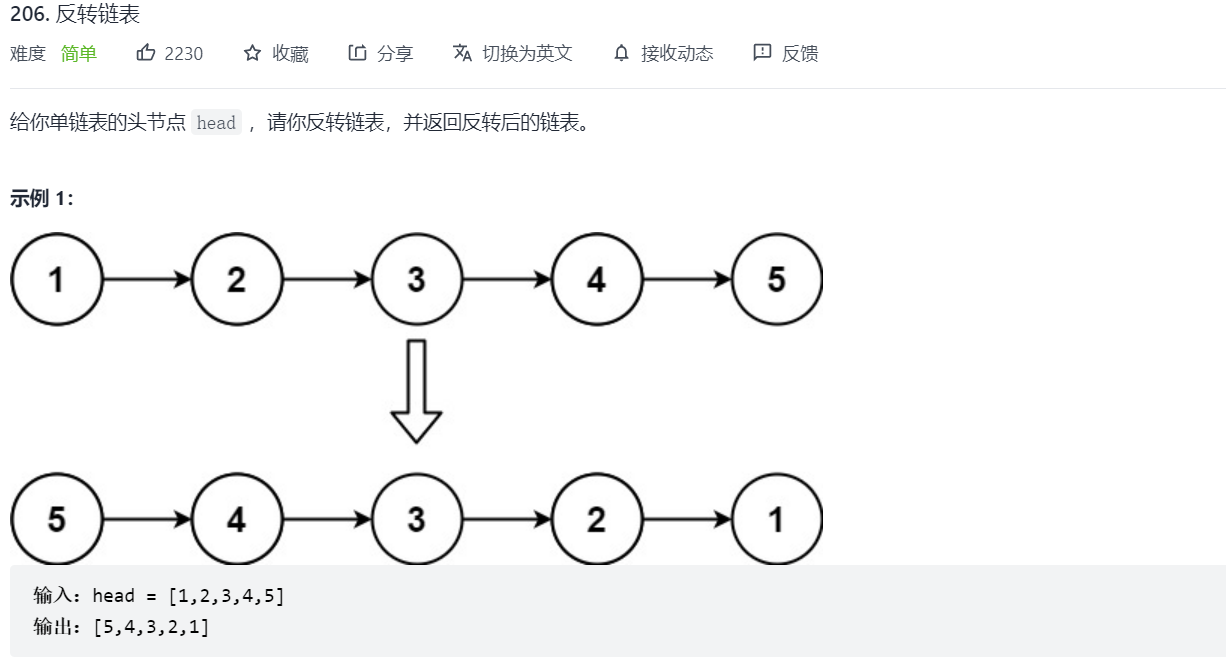 206. 反转链表
难度 简单 2230 收藏 分享 切换为英文 接收动态 反馈
给你单链表的头节点 head ，请你反转链表，并返回反转后的链表。
示例 1：
1 2 3 4 5
5 4 3 2 1
输入：head = [1,2,3,4,5]
输出：[5,4,3,2,1]